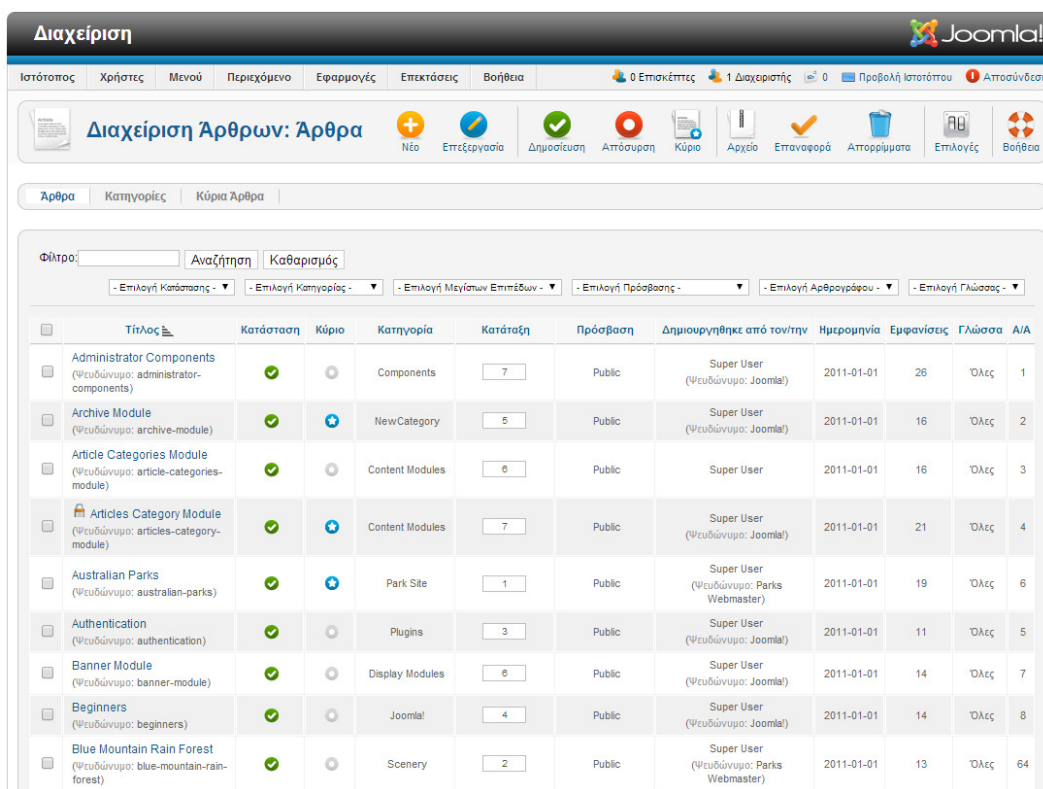 Διαχείριση
Joomla!
Ιστότοπος Χρήστες Μενού Περιεχόμενο Εφαρμογές Επεκτάσεις Βοήθεια 0 Επισκέπτες 1 Διαχειριστής 0 Προβολή Ιστοτόπου Αποσύνδεση
Διαχείριση Άρθρων: Άρθρα
Νέο Επεξεργασία Δημοσίευση Απόσυρση Κύριο Αρχείο Επαναφορά Απορρίμματα Επιλογές Βοήθεια
Άρθρα Κατηγορίες Κύρια Άρθρα
Φίλτρο: Αναζήτηση Καθαρισμός
- Επιλογή Κατάστασης - - Επιλογή Κατηγορίας - - Επιλογή Μεγίστων Επιπέδων - - Επιλογή Πρόσβασης - - Επιλογή Αρθρογράφου - - Επιλογή Γλώσσας -
Τίτλος Κατάσταση Κύριο Κατηγορία Κατάταξη Πρόσβαση Δημιουργηθηκε από τον/την Ημερομηνία Εμφανίσεις Γλώσσα Α/Α
Administrator Components
(Ψευδώνυμο: administrator-
components)
Components 7 Public Super User
(Ψευδώνυμο: Joomla!)
2011-01-01 26 Όλες 1
Archive Module
(Ψευδώνυμο: archive-module)
NewCategory 5 Public Super User
(Ψευδώνυμο: Joomla!)
2011-01-01 16 Όλες 2
Article Categories Module
(Ψευδώνυμο: article-categories-
module)
Content Modules 6 Public Super User 2011-01-01 16 Όλες 3
Articles Category Module
(Ψευδώνυμο: articles-category-
module)
Content Modules 7 Public Super User
(Ψευδώνυμο: Joomla!)
2011-01-01 21 Όλες 4
Australian Parks
(Ψευδώνυμο: australian-parks)
Park Site 1 Public Super User
(Ψευδώνυμο: Parks
Webmaster)
2011-01-01 19 Όλες 6
Authentication
(Ψευδώνυμο: authentication)
Plugins 3 Public Super User
(Ψευδώνυμο: Joomla!)
2011-01-01 11 Όλες 5
Banner Module
(Ψευδώνυμο: banner-module)
Display Modules 6 Public Super User
(Ψευδώνυμο: Joomla!)
2011-01-01 14 Όλες 7
Beginners
(Ψευδώνυμο: beginners)
Joomla! 4 Public Super User
(Ψευδώνυμο: Joomla!)
2011-01-01 14 Όλες 8
Blue Mountain Rain Forest
(Ψευδώνυμο: blue-mountain-rain-
forest)
Scenery 2 Public Super User
(Ψευδώνυμο: Parks
Webmaster)
2011-01-01 13 Όλες 64